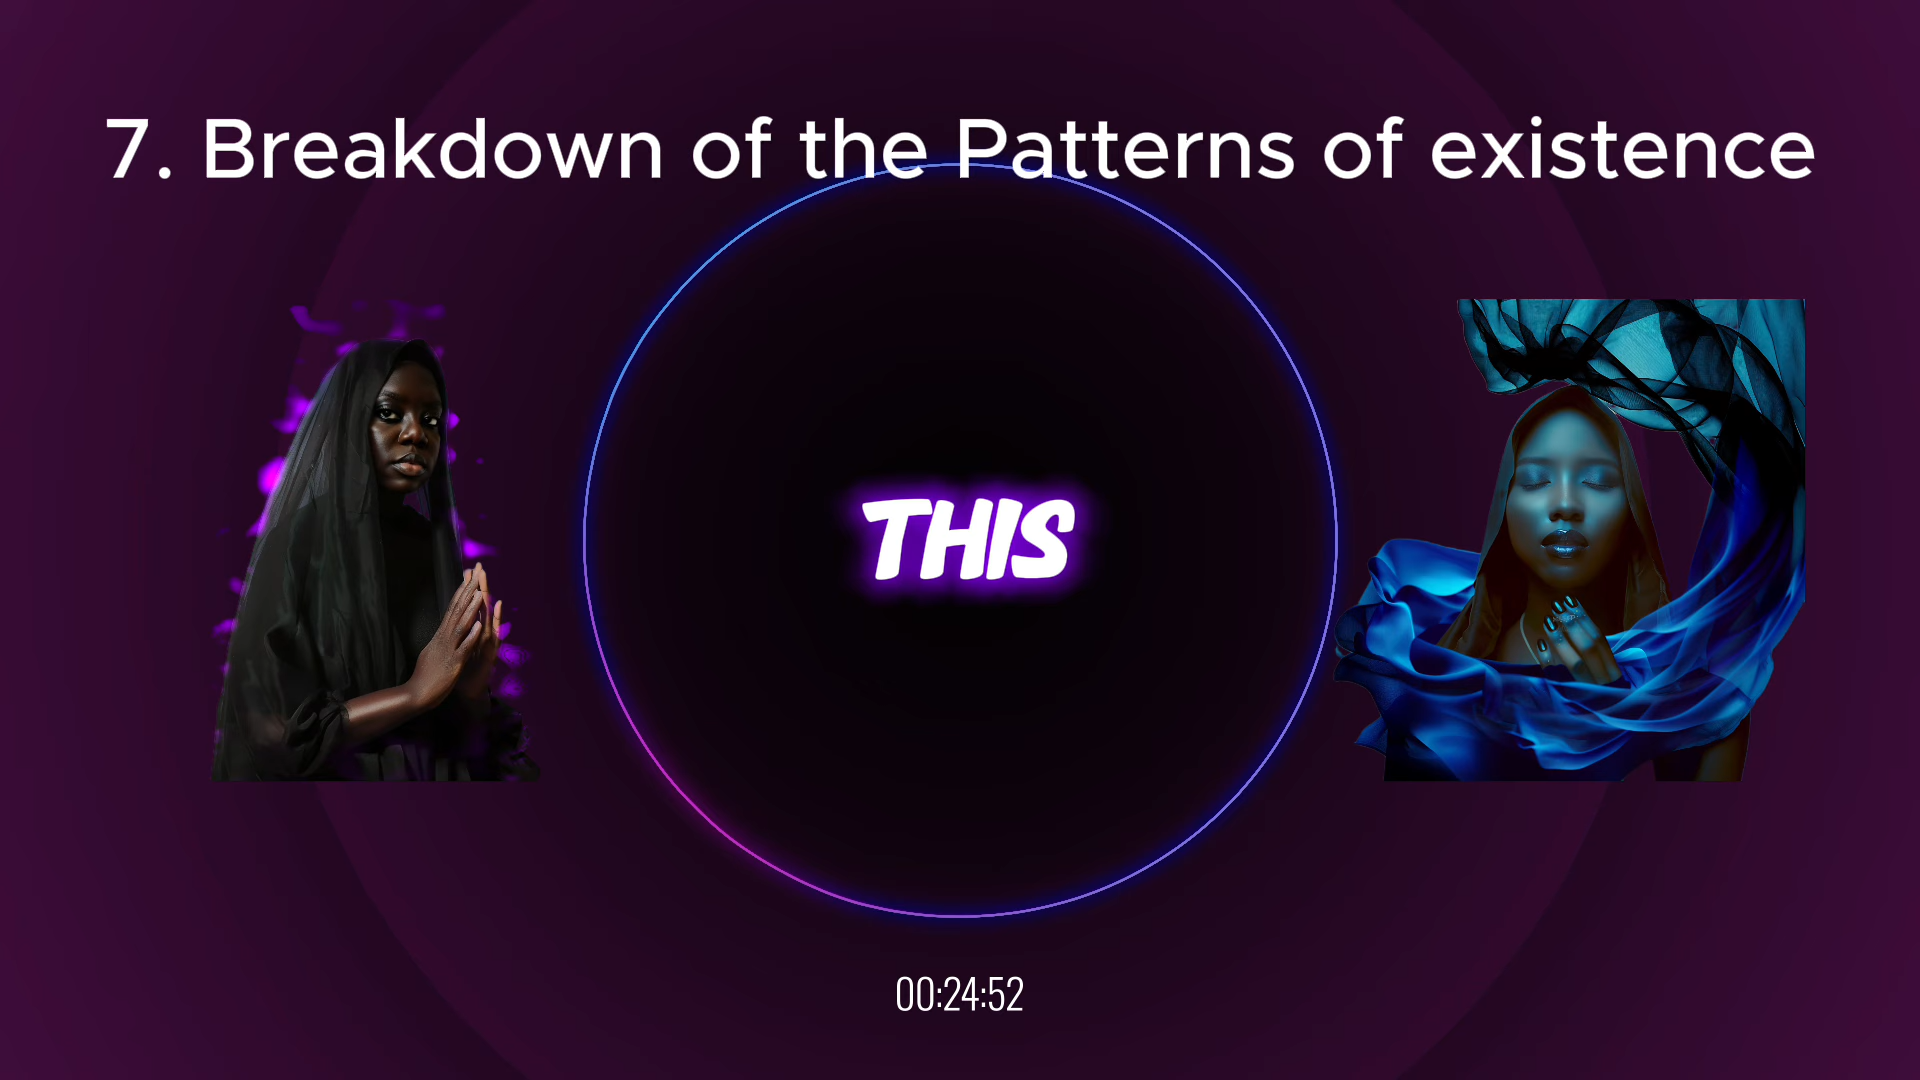 7. Breakdown of the Patterns of existence
THIS
00:24:52